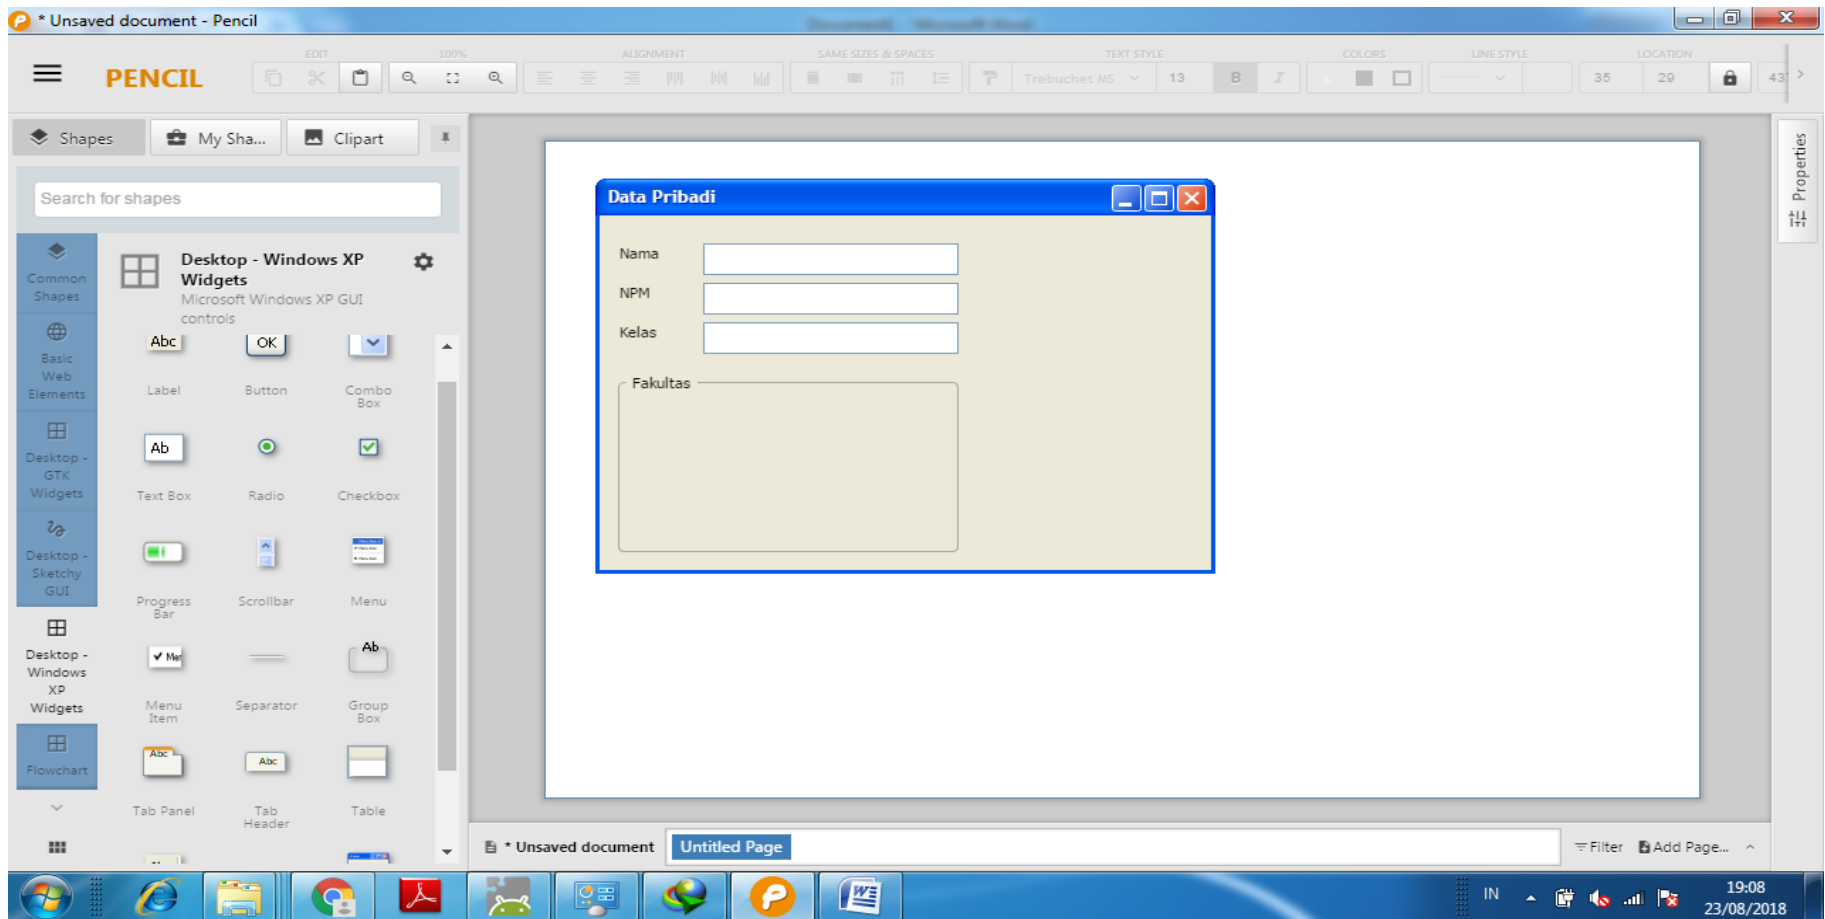 * Unsaved document - Pencil
EDIT 100% ALIGNMENT SAME SIZES & SPACES TEXT STYLE COLORS LINE STYLE LOCATION
PENCIL
Trebuchet MS 13 B I 35 29
Shapes My Sha... Clipart
Properties
Search for shapes
Common
Shapes
Basic
Web
Elements
Desktop -
GTK
Widgets
Desktop -
Sketchy
GUI
Desktop -
Windows
XP
Widgets
Flowchart
Desktop - Windows XP
Widgets
Microsoft Windows XP GUI
controls
Abc OK
Label Button Combo
Box
Ab
Text Box Radio Checkbox
Progress
Bar
Scrollbar Menu
Ab
Menu
Item
Separator Group
Box
Abc Abc
Tab Panel Tab
Header
Table
Data Pribadi
Nama
NPM
Kelas
Fakultas
* Unsaved document Untitled Page Filter Add Page...
IN 19:08
23/08/2018